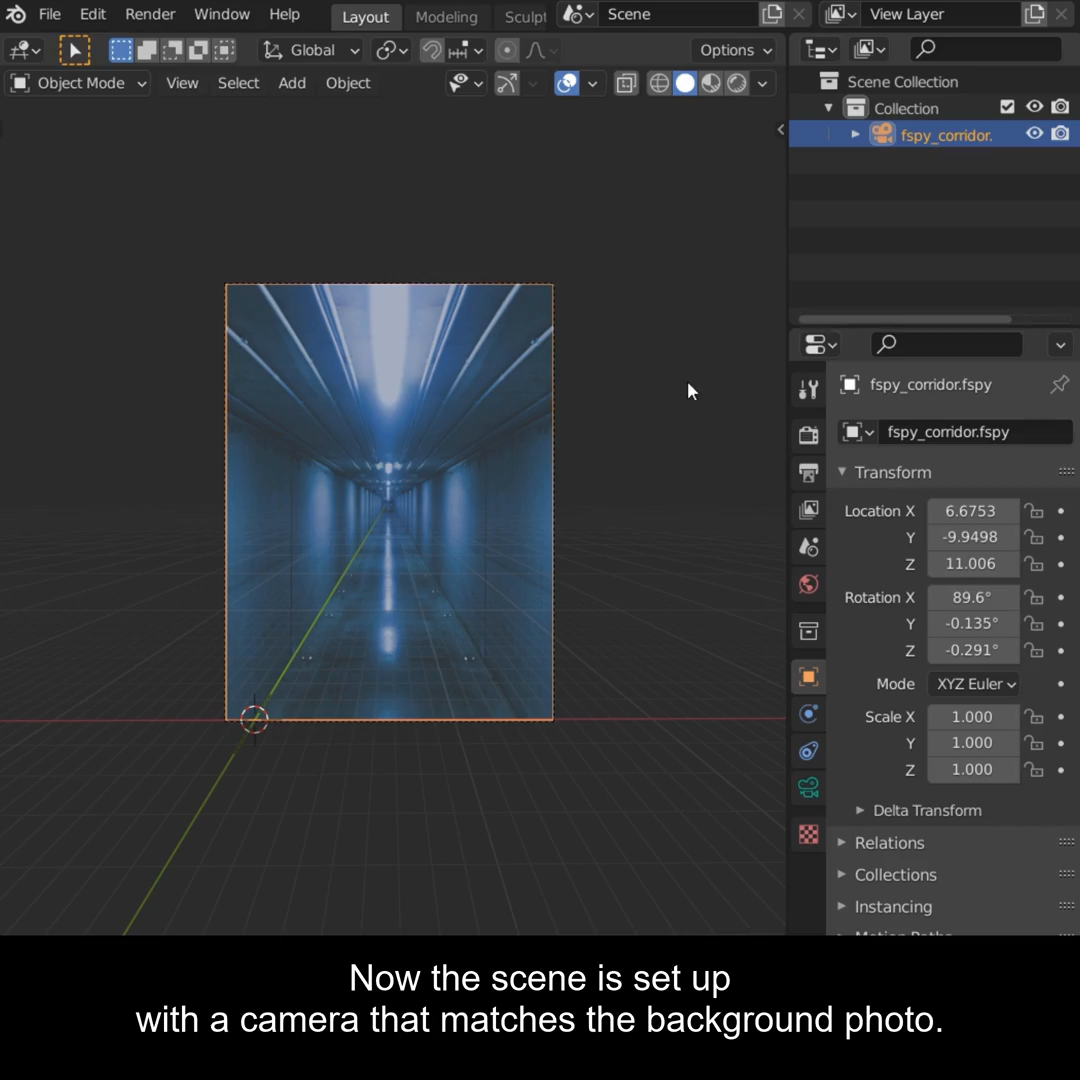 File Edit Render Window Help Layout Modeling Sculpt Scene View Layer
Global Options
Object Mode View Select Add Object
Scene Collection
Collection
fspy_corridor.
fspy_corridor.fspy
fspy_corridor.fspy
Transform
Location X 6.6753
Y -9.9498
Z 11.006
Rotation X 89.6°
Y -0.135°
Z -0.291°
Mode XYZ Euler
Scale X 1.000
Y 1.000
Z 1.000
Delta Transform
Relations
Collections
Instancing
Motion Paths
Now the scene is set up
with a camera that matches the background photo.